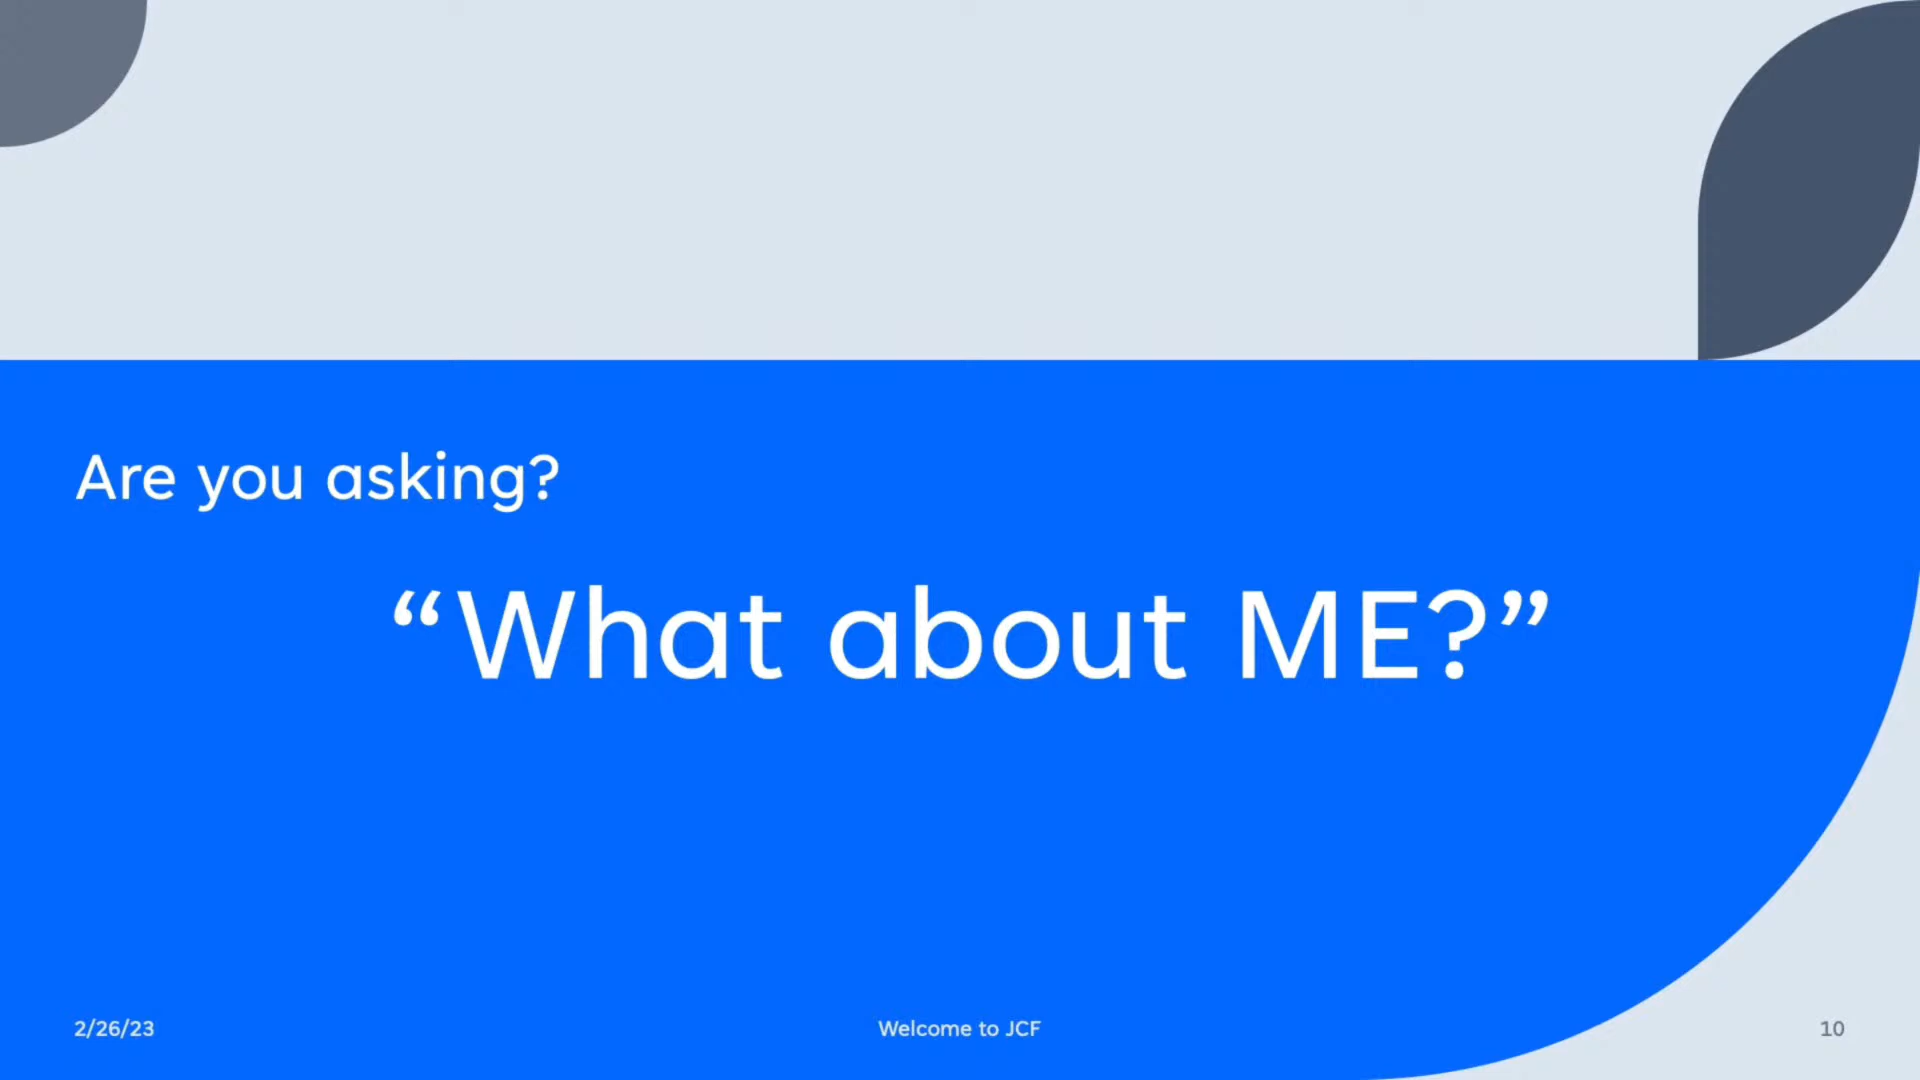 Are you asking?
“What about ME?”
2/26/23
Welcome to JCF
10